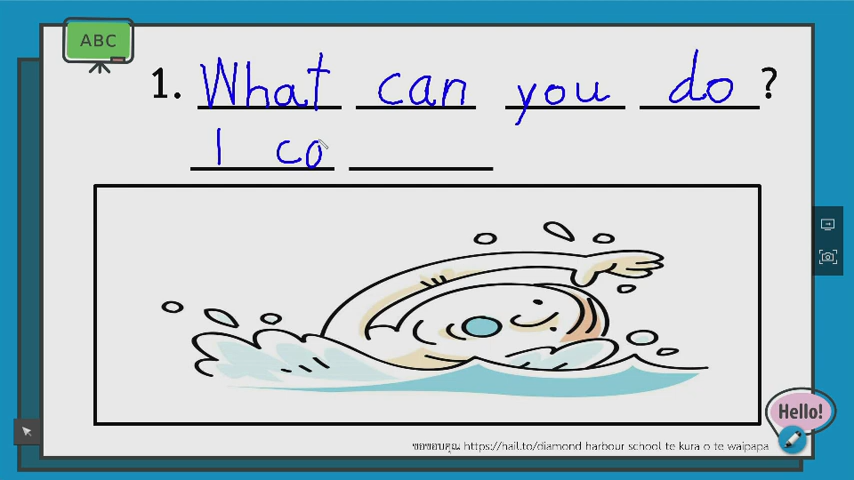 ABC
1. What can you do ?
I co
Hello!
ขอขอบคุณ https://hail.to/diamond harbour school te kura o te waipapa